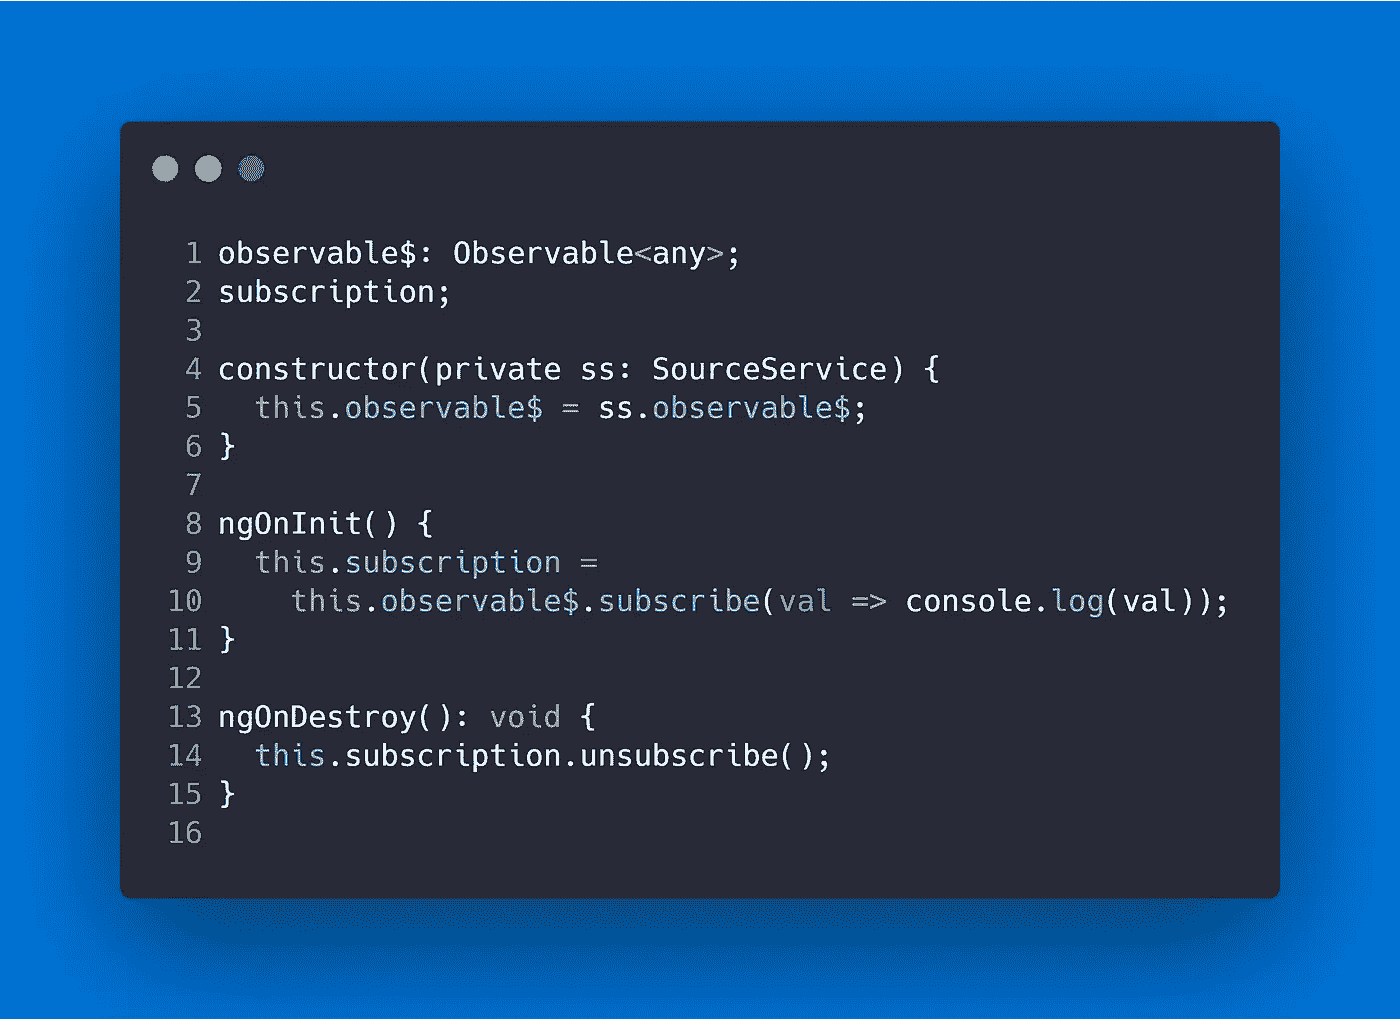 1 observable$: Observable<any>;
2 subscription;
3
4 constructor(private ss: SourceService) {
5   this.observable$ = ss.observable$;
6 }
7
8 ngOnInit() {
9   this.subscription =
10     this.observable$.subscribe(val => console.log(val));
11 }
12
13 ngOnDestroy(): void {
14   this.subscription.unsubscribe();
15 }
16